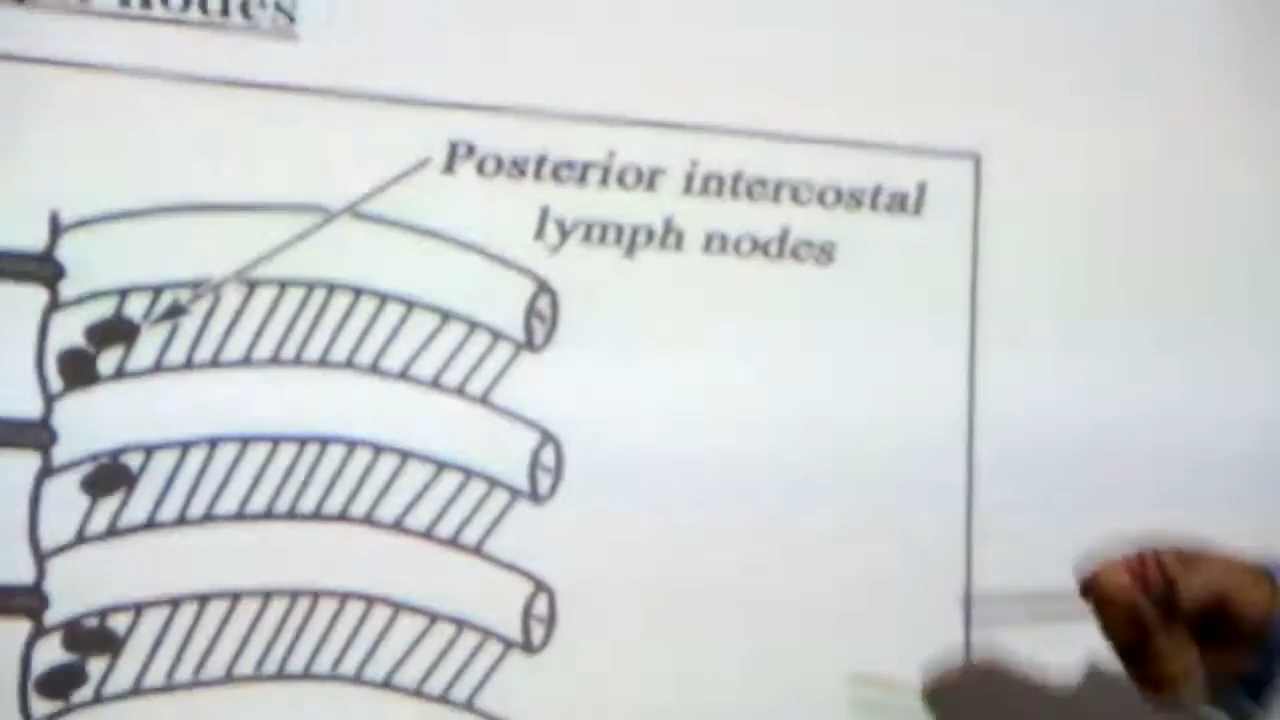 nodes
Posterior intercostal
lymph nodes